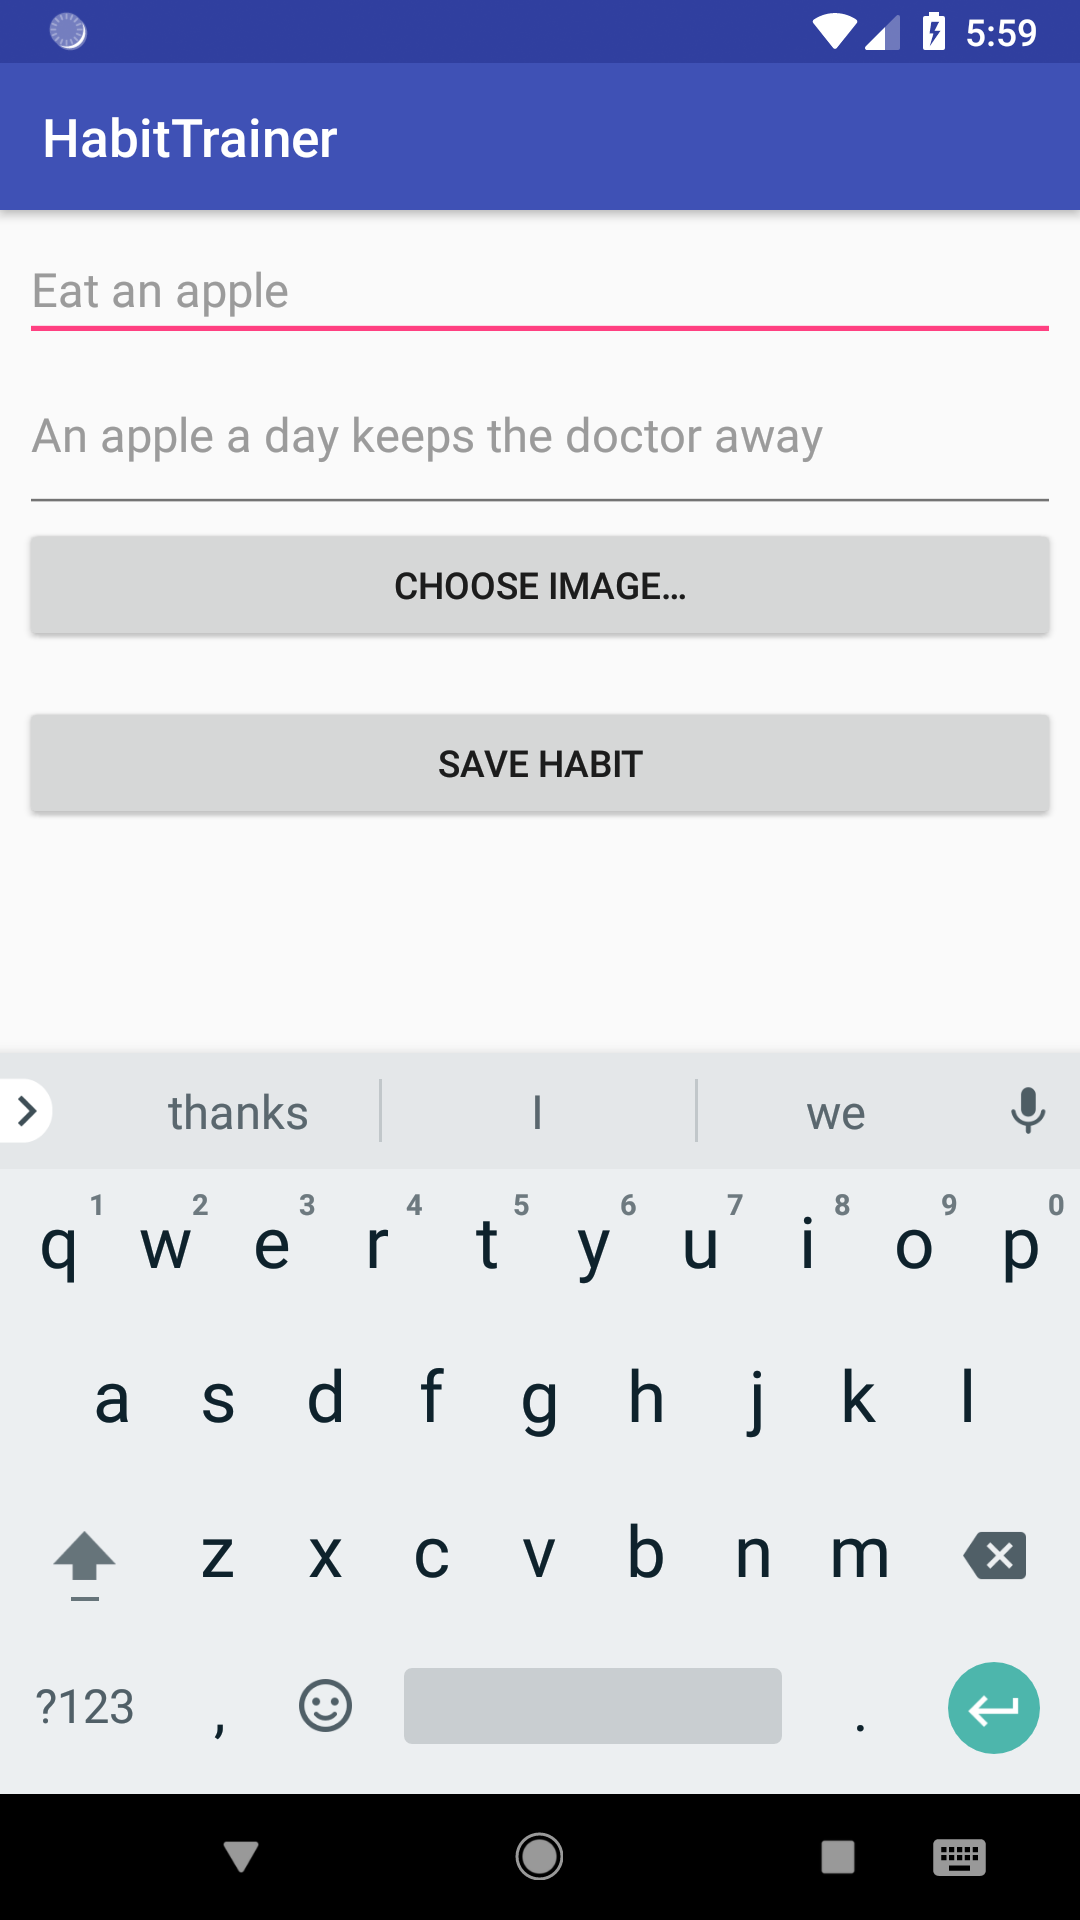 5:59
HabitTrainer
Eat an apple
An apple a day keeps the doctor away
CHOOSE IMAGE...
SAVE HABIT
thanks I we
1 2 3 4 5 6 7 8 9 0
q w e r t y u i o p
a s d f g h j k l
z x c v b n m
?123 , .